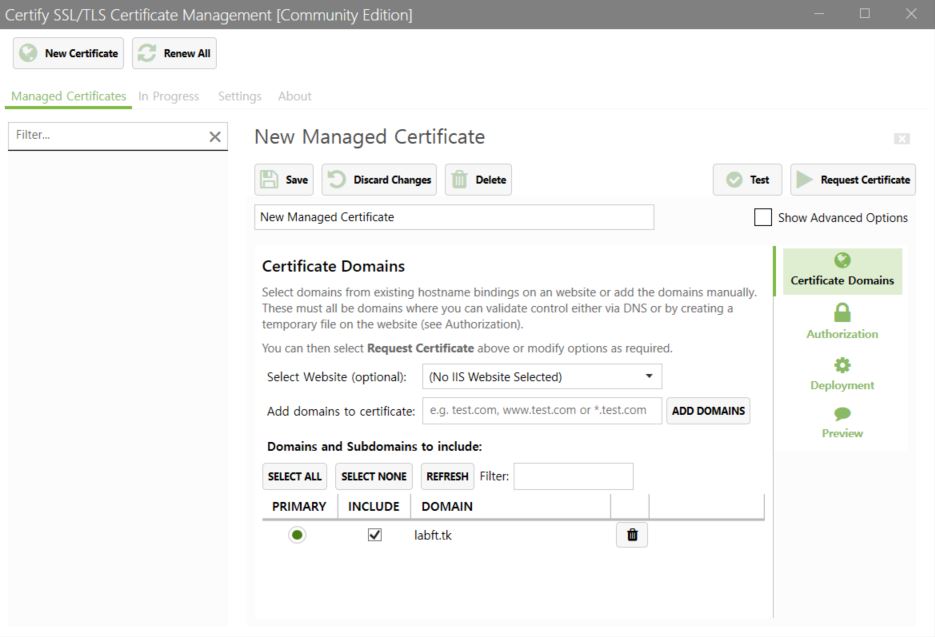 Certify SSL/TLS Certificate Management [Community Edition]
New Certificate
Renew All
Managed Certificates
In Progress
Settings
About
Filter...
New Managed Certificate
Save
Discard Changes
Delete
Test
Request Certificate
New Managed Certificate
Show Advanced Options
Certificate Domains
Select domains from existing hostname bindings on an website or add the domains manually.
These must all be domains where you can validate control either via DNS or by creating a
temporary file on the website (see Authorization).
You can then select Request Certificate above or modify options as required.
Select Website (optional):
(No IIS Website Selected)
Add domains to certificate:
e.g. test.com, www.test.com or *.test.com
ADD DOMAINS
Domains and Subdomains to include:
SELECT ALL
SELECT NONE
REFRESH
Filter:
PRIMARY
INCLUDE
DOMAIN
labft.tk
Certificate Domains
Authorization
Deployment
Preview